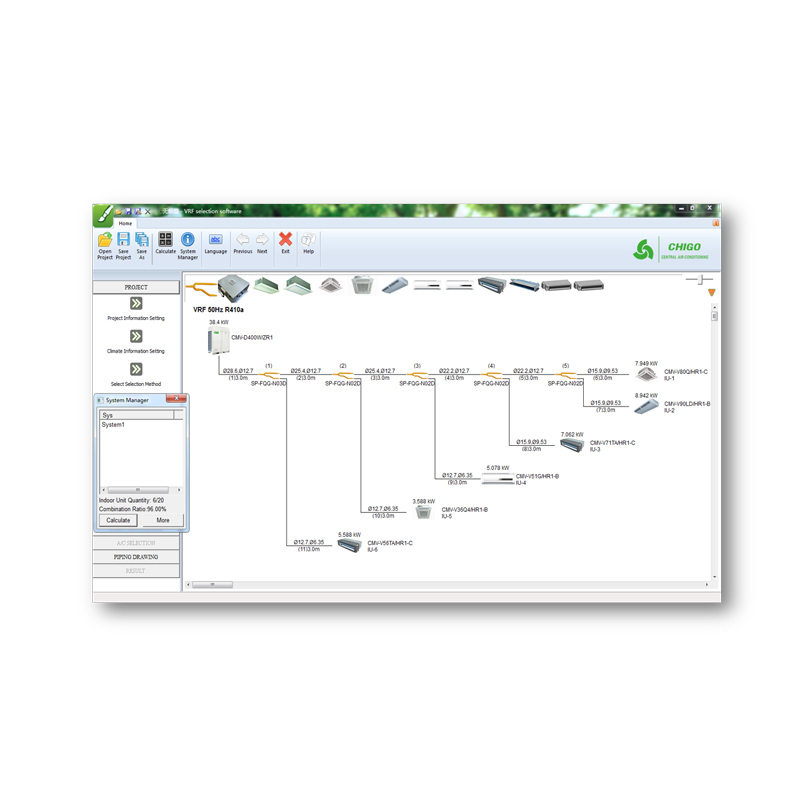 VRF selection software
Home
Open Project
Save Project
Save As
Calculate
System Manager
abc
Language
Previous
Next
Exit
Help
CHIGO
CENTRAL AIR CONDITIONING
PROJECT
Project Information Setting
Climate Information Setting
Select Selection Method
System Manager
Sys
System1
Indoor Unit Quantity: 6/20
Combination Ratio:96.00%
Calculate
More
A/C SELECTION
PIPING DRAWING
RESULT
VRF 50Hz R410a
38.4 kW
CMV-D400W/ZR1
Ø28.6,Ø12.7
(1)3.0m
(1)
SP-FQG-N03D
Ø25.4,Ø12.7
(2)3.0m
(2)
SP-FQG-N02D
Ø25.4,Ø12.7
(3)3.0m
(3)
SP-FQG-N02D
Ø22.2,Ø12.7
(4)3.0m
(4)
SP-FQG-N02D
Ø22.2,Ø12.7
(5)3.0m
(5)
SP-FQG-N02D
Ø15.9,Ø9.53
(6)3.0m
7.949 kW
CMV-V80Q/HR1-C
IU-1
Ø15.9,Ø9.53
(7)3.0m
8.942 kW
CMV-V90LD/HR1-B
IU-2
Ø15.9,Ø9.53
(8)3.0m
7.062 kW
CMV-V71TA/HR1-C
IU-3
Ø12.7,Ø6.35
(9)3.0m
5.078 kW
CMV-V51G/HR1-B
IU-4
Ø12.7,Ø6.35
(10)3.0m
3.588 kW
CMV-V36Q4/HR1-B
IU-5
Ø12.7,Ø6.35
(11)3.0m
5.588 kW
CMV-V56TA/HR1-C
IU-6